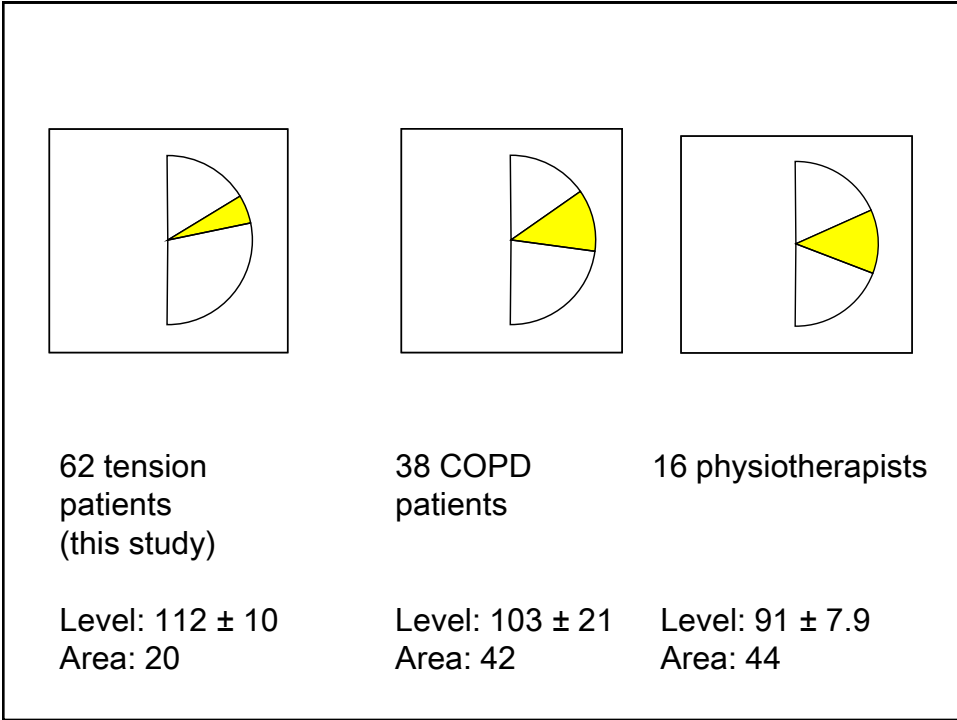 62 tension
patients
(this study)
Level: 112 ± 10
Area: 20
38 COPD
patients
Level: 103 ± 21
Area: 42
16 physiotherapists
Level: 91 ± 7.9
Area: 44